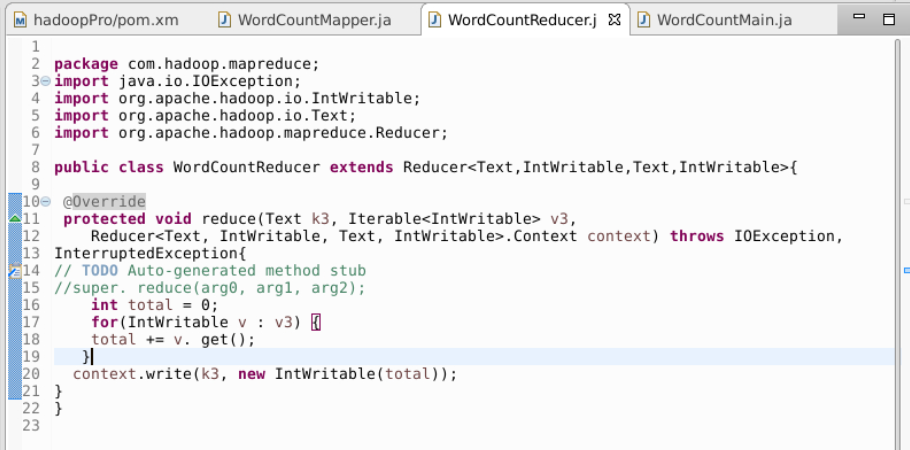 hadoopPro/pom.xm WordCountMapper.ja WordCountReducer.j WordCountMain.ja
1
2 package com.hadoop.mapreduce;
3 import java.io.IOException;
4 import org.apache.hadoop.io.IntWritable;
5 import org.apache.hadoop.io.Text;
6 import org.apache.hadoop.mapreduce.Reducer;
7
8 public class WordCountReducer extends Reducer<Text,IntWritable,Text,IntWritable>{
9
10 @Override
11 protected void reduce(Text k3, Iterable<IntWritable> v3,
12 Reducer<Text, IntWritable, Text, IntWritable>.Context context) throws IOException,
13 InterruptedException{
14 // TODO Auto-generated method stub
15 //super. reduce(arg0, arg1, arg2);
16 int total = 0;
17 for(IntWritable v : v3) {
18 total += v. get();
19 }
20 context.write(k3, new IntWritable(total));
21 }
22 }
23